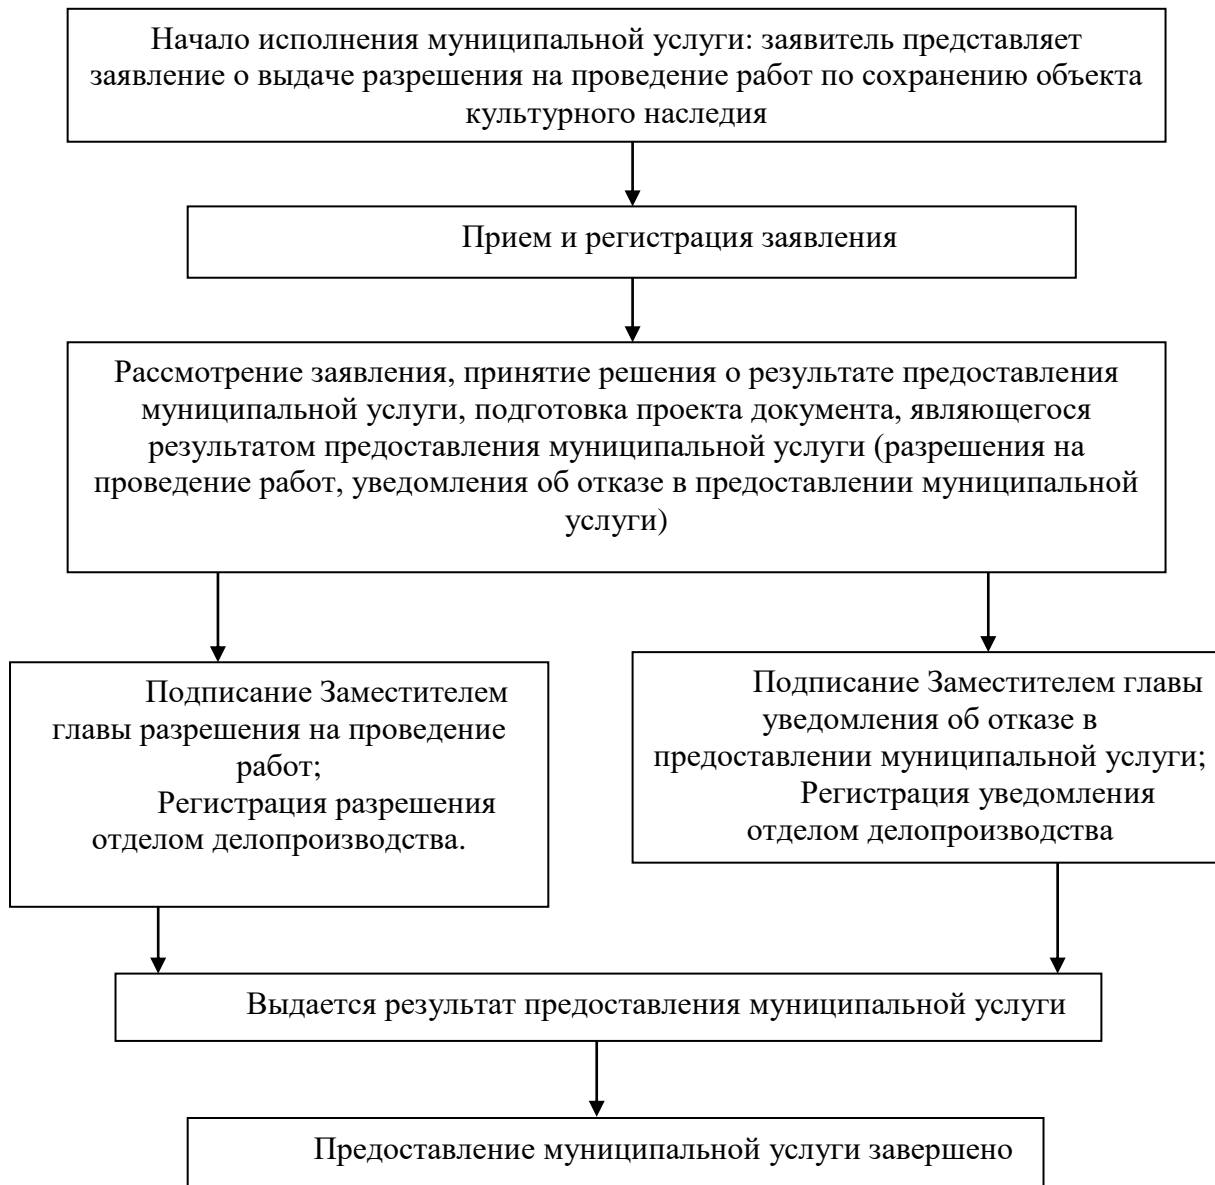 Начало исполнения муниципальной услуги: заявитель представляет
заявление о выдаче разрешения на проведение работ по сохранению объекта
культурного наследия
Прием и регистрация заявления
Рассмотрение заявления, принятие решения о результате предоставления
муниципальной услуги, подготовка проекта документа, являющегося
результатом предоставления муниципальной услуги (разрешения на
проведение работ, уведомления об отказе в предоставлении муниципальной
услуги)
Подписание Заместителем
главы разрешения на проведение
работ;
Регистрация разрешения
отделом делопроизводства.
Подписание Заместителем главы
уведомления об отказе в
предоставлении муниципальной услуги;
Регистрация уведомления
отделом делопроизводства
Выдается результат предоставления муниципальной услуги
Предоставление муниципальной услуги завершено